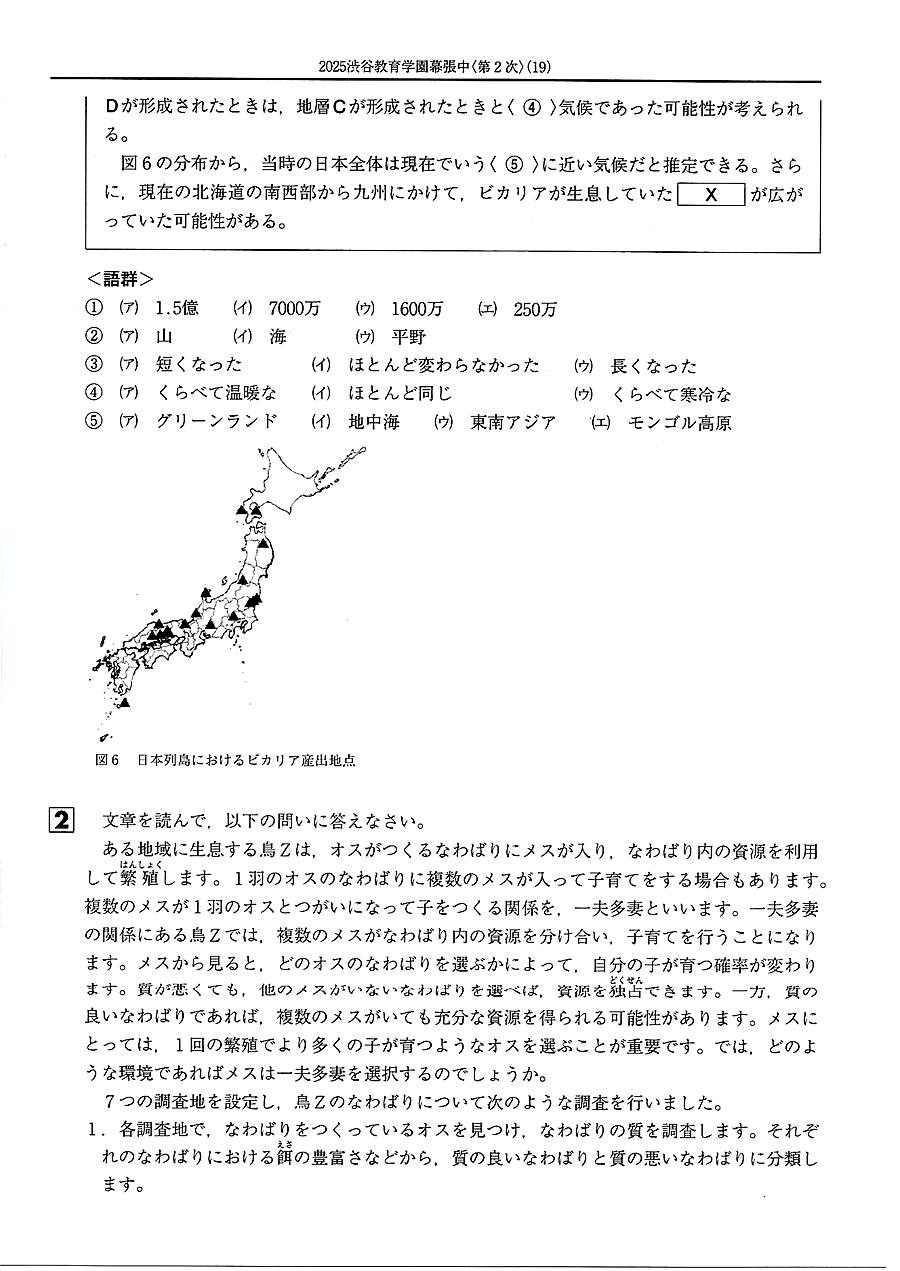 2025渋谷教育学園幕張中〈第2次〉(19)
Dが形成されたときは，地層Cが形成されたときと〈 ④ 〉気候であった可能性が考えられ
る。
図6の分布から，当時の日本全体は現在でいう〈 ⑤ 〉に近い気候だと推定できる。さら
に，現在の北海道の南西部から九州にかけて，ビカリアが生息していた X が広が
っていた可能性がある。
＜語群＞
① (ア) 1.5億 (イ) 7000万 (ウ) 1600万 (エ) 250万
② (ア) 山 (イ) 海 (ウ) 平野
③ (ア) 短くなった (イ) ほとんど変わらなかった (ウ) 長くなった
④ (ア) くらべて温暖な (イ) ほとんど同じ (ウ) くらべて寒冷な
⑤ (ア) グリーンランド (イ) 地中海 (ウ) 東南アジア (エ) モンゴル高原
図6 日本列島におけるビカリア産出地点
2 文章を読んで，以下の問いに答えなさい。
ある地域に生息する鳥Zは，オスがつくるなわばりにメスが入り，なわばり内の資源を利用
はんしょく
して繁殖します。1羽のオスのなわばりに複数のメスが入って子育てをする場合もあります。
複数のメスが1羽のオスとつがいになって子をつくる関係を，一夫多妻といいます。一夫多妻
の関係にある鳥Zでは，複数のメスがなわばり内の資源を分け合い，子育てを行うことになり
ます。メスから見ると，どのオスのなわばりを選ぶかによって，自分の子が育つ確率が変わり
どくせん
ます。質が悪くても，他のメスがいないなわばりを選べば，資源を独占できます。一方，質の
良いなわばりであれば，複数のメスがいても充分な資源を得られる可能性があります。メスに
とっては，1回の繁殖でより多くの子が育つようなオスを選ぶことが重要です。では，どのよ
うな環境であればメスは一夫多妻を選択するのでしょうか。
7つの調査地を設定し，鳥Zのなわばりについて次のような調査を行いました。
1．各調査地で，なわばりをつくっているオスを見つけ，なわばりの質を調査します。それぞ
えさ
れのなわばりにおける餌の豊富さなどから，質の良いなわばりと質の悪いなわばりに分類し
ます。